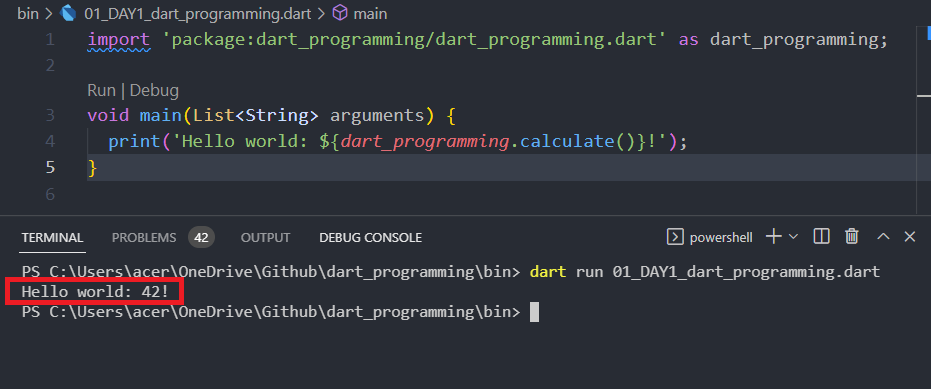 bin > 01_DAY1_dart_programming.dart > main
1 import 'package:dart_programming/dart_programming.dart' as dart_programming;
2
Run | Debug
3 void main(List<String> arguments) {
4   print('Hello world: ${dart_programming.calculate()}!');
5 }
6
TERMINAL PROBLEMS 42 OUTPUT DEBUG CONSOLE powershell
PS C:\Users\acer\OneDrive\Github\dart_programming\bin> dart run 01_DAY1_dart_programming.dart
Hello world: 42!
PS C:\Users\acer\OneDrive\Github\dart_programming\bin>